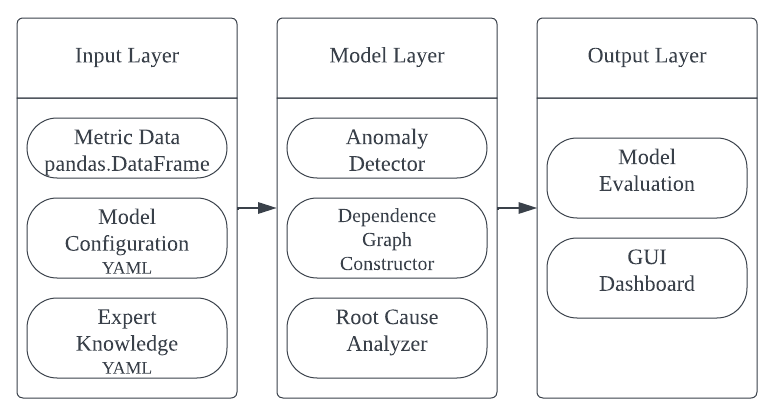 Input Layer
Metric Data
pandas.DataFrame
Model
Configuration
YAML
Expert
Knowledge
YAML
Model Layer
Anomaly
Detector
Dependence
Graph
Constructor
Root Cause
Analyzer
Output Layer
Model
Evaluation
GUI
Dashboard